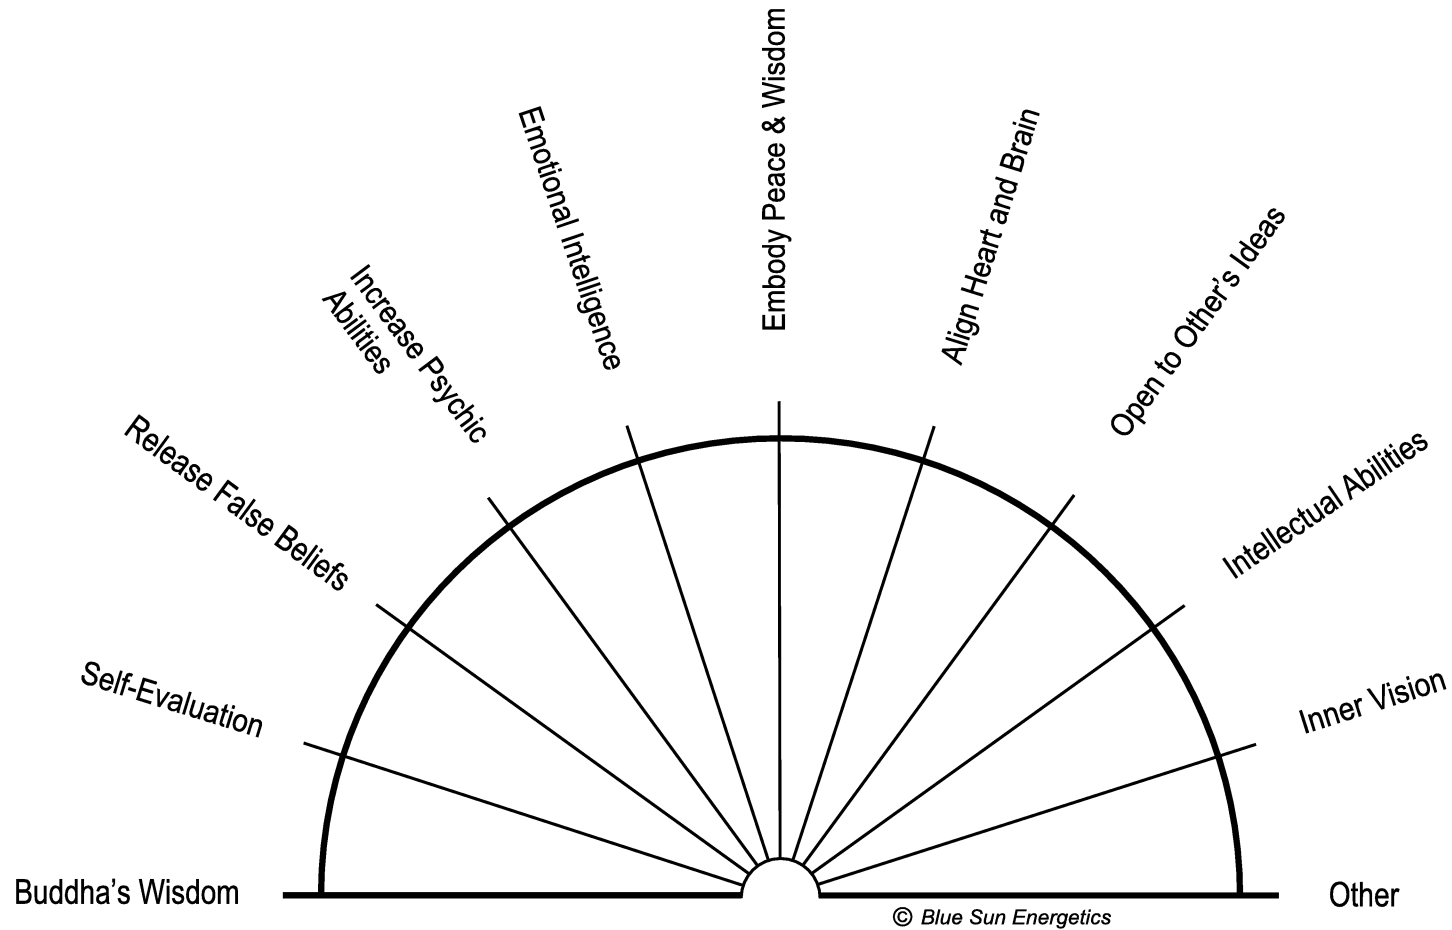 Buddha's Wisdom
Self-Evaluation
Release False Beliefs
Increase Psychic
Abilities
Emotional Intelligence
Embody Peace & Wisdom
Align Heart and Brain
Open to Other's Ideas
Intellectual Abilities
Inner Vision
Other
© Blue Sun Energetics